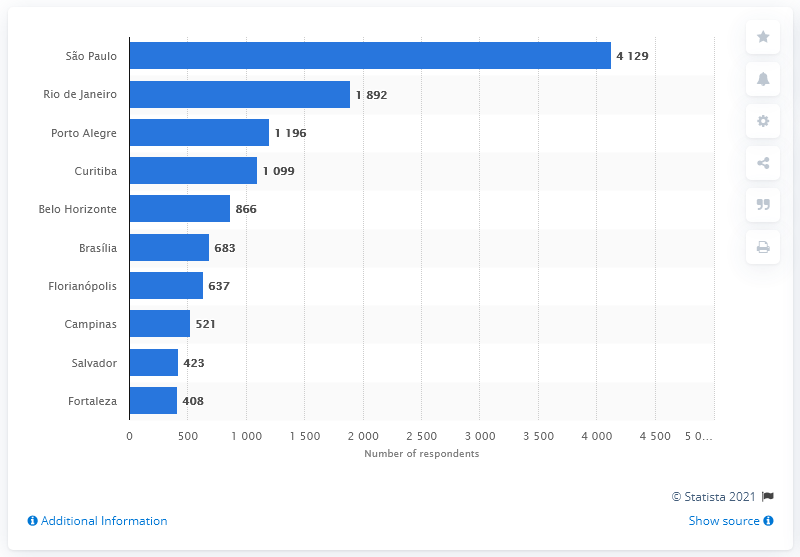 São Paulo 4 129
Rio de Janeiro 1 892
Porto Alegre 1 196
Curitiba 1 099
Belo Horizonte 866
Brasília 683
Florianópolis 637
Campinas 521
Salvador 423
Fortaleza 408
0 500 1 000 1 500 2 000 2 500 3 000 3 500 4 000 4 500 5 0...
Number of respondents
© Statista 2021
Additional Information Show source